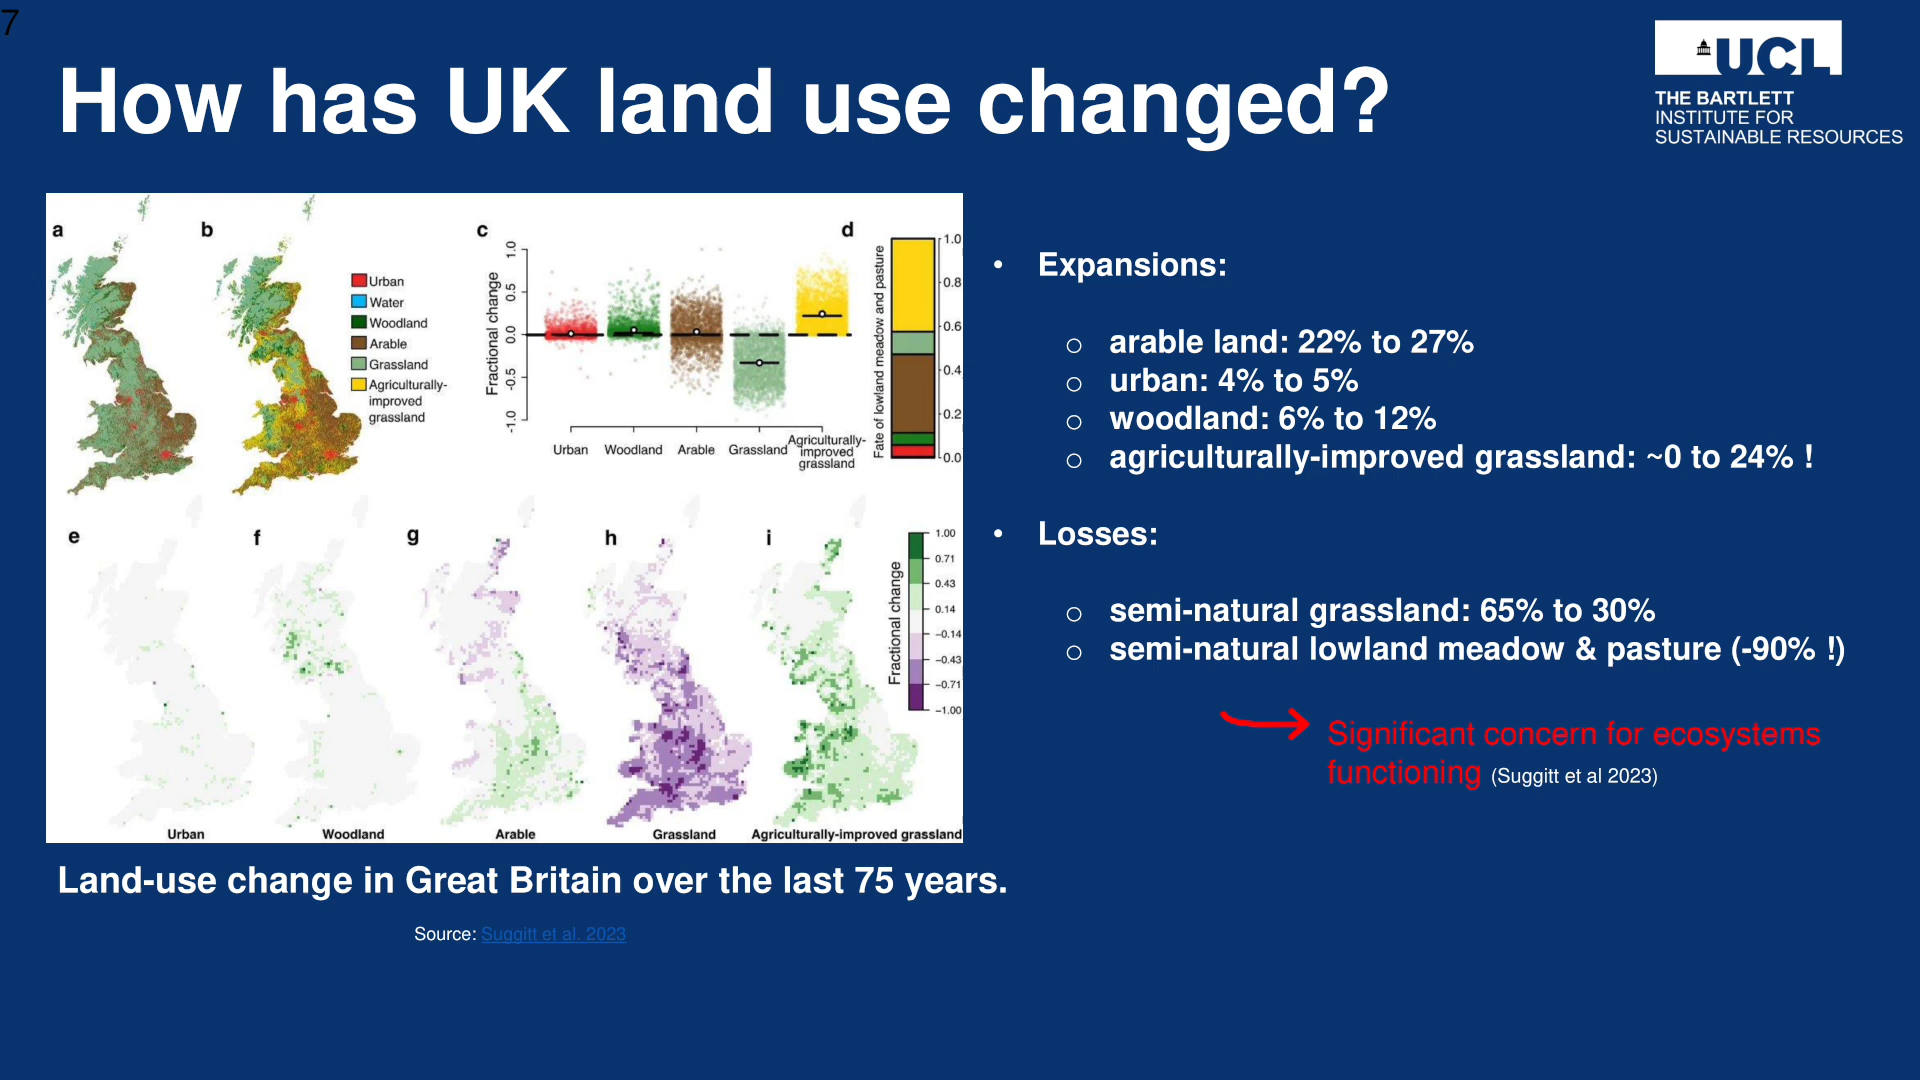 7
How has UK land use changed?
UCL
THE BARTLETT
INSTITUTE FOR
SUSTAINABLE RESOURCES
a
b
Urban
Water
Woodland
Arable
Grassland
Agriculturally-
improved
grassland
c
Fractional change
1.0
0.5
0.0
-0.5
-1.0
Urban
Woodland
Arable
Grassland
Agriculturally-
improved
grassland
d
Fate of lowland meadow and pasture
1.0
0.8
0.6
0.4
0.2
0.0
e
Urban
f
Woodland
g
Arable
h
Grassland
i
Agriculturally-improved grassland
Fractional change
1.00
0.71
0.43
0.14
−0.14
−0.43
−0.71
−1.00
Land-use change in Great Britain over the last 75 years.
Source: Suggitt et al. 2023
• Expansions:
o arable land: 22% to 27%
o urban: 4% to 5%
o woodland: 6% to 12%
o agriculturally-improved grassland: ~0 to 24% !
• Losses:
o semi-natural grassland: 65% to 30%
o semi-natural lowland meadow & pasture (-90% !)
Significant concern for ecosystems
functioning (Suggitt et al 2023)